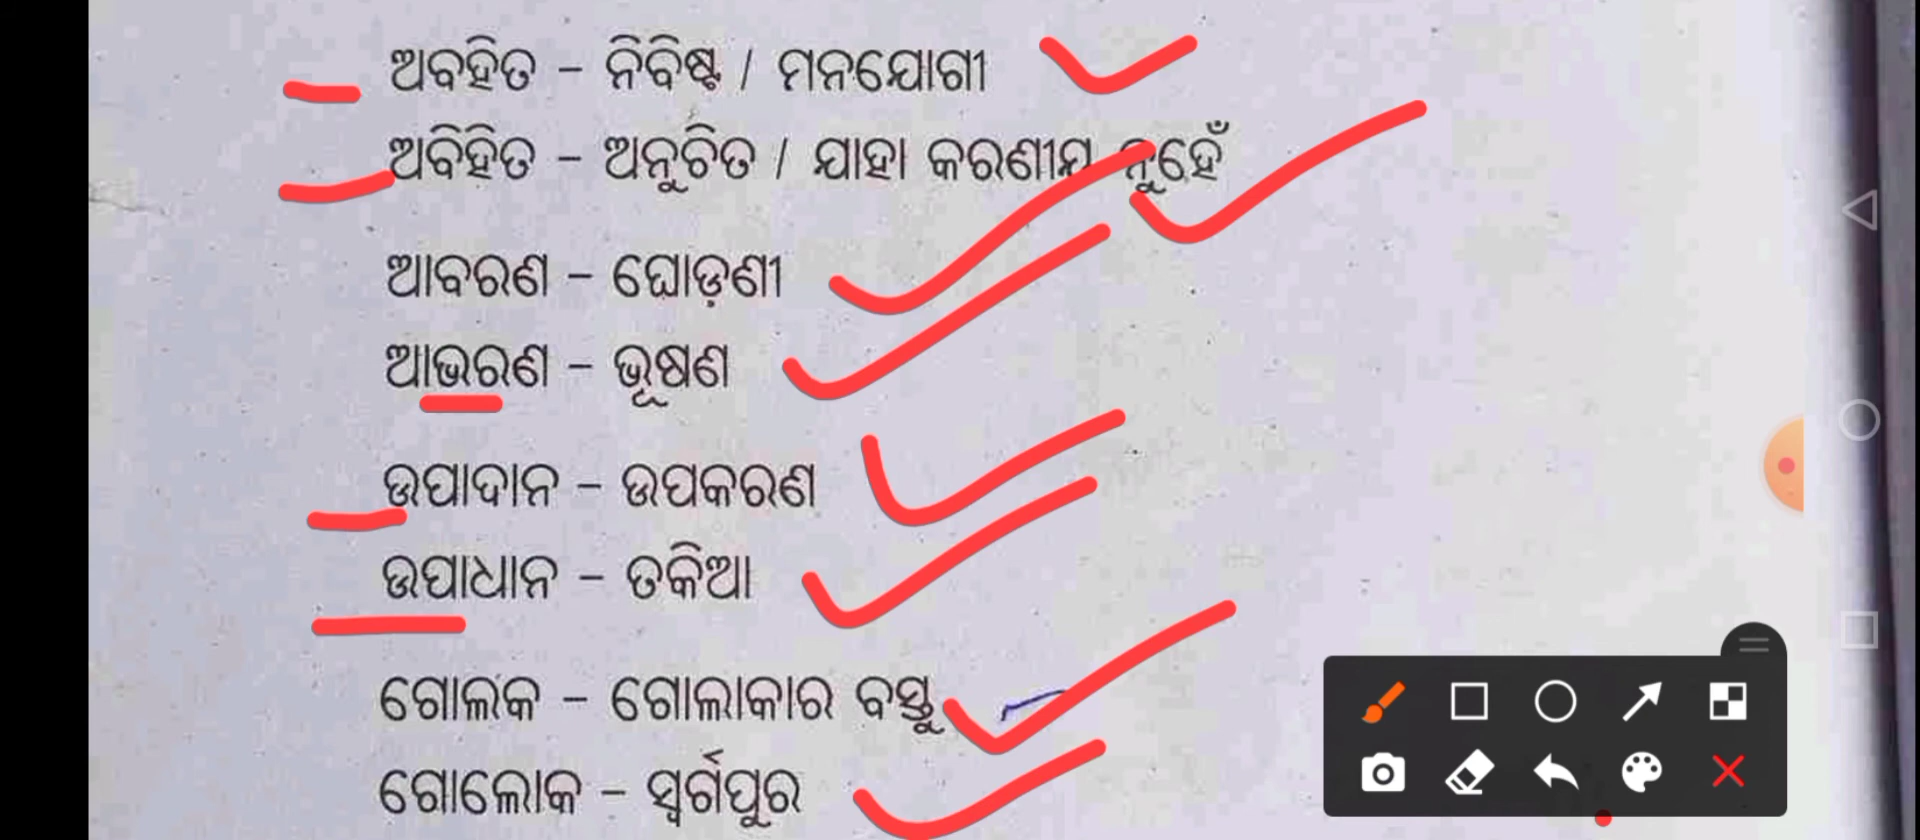 ଅବହିତ – ନିବିଷ୍ଟ / ମନଯୋଗୀ
ଅବିହିତ – ଅନୁଚିତ / ଯାହା କରଣୀୟ ନୁହେଁ
ଆବରଣ – ଘୋଡ଼ଣୀ
ଆଭରଣ – ଭୂଷଣ
ଉପାଦାନ – ଉପକରଣ
ଉପାଧାନ – ତକିଆ
ଗୋଲକ – ଗୋଲାକାର ବସ୍ତୁ
ଗୋଲୋକ – ସ୍ୱର୍ଗପୁର